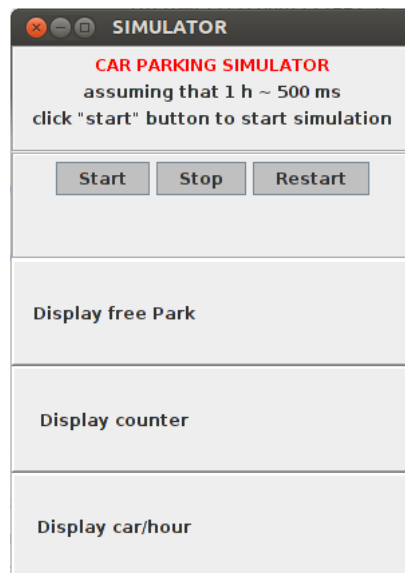 SIMULATOR
CAR PARKING SIMULATOR
assuming that 1 h ~ 500 ms
click "start" button to start simulation
Start Stop Restart
Display free Park
Display counter
Display car/hour